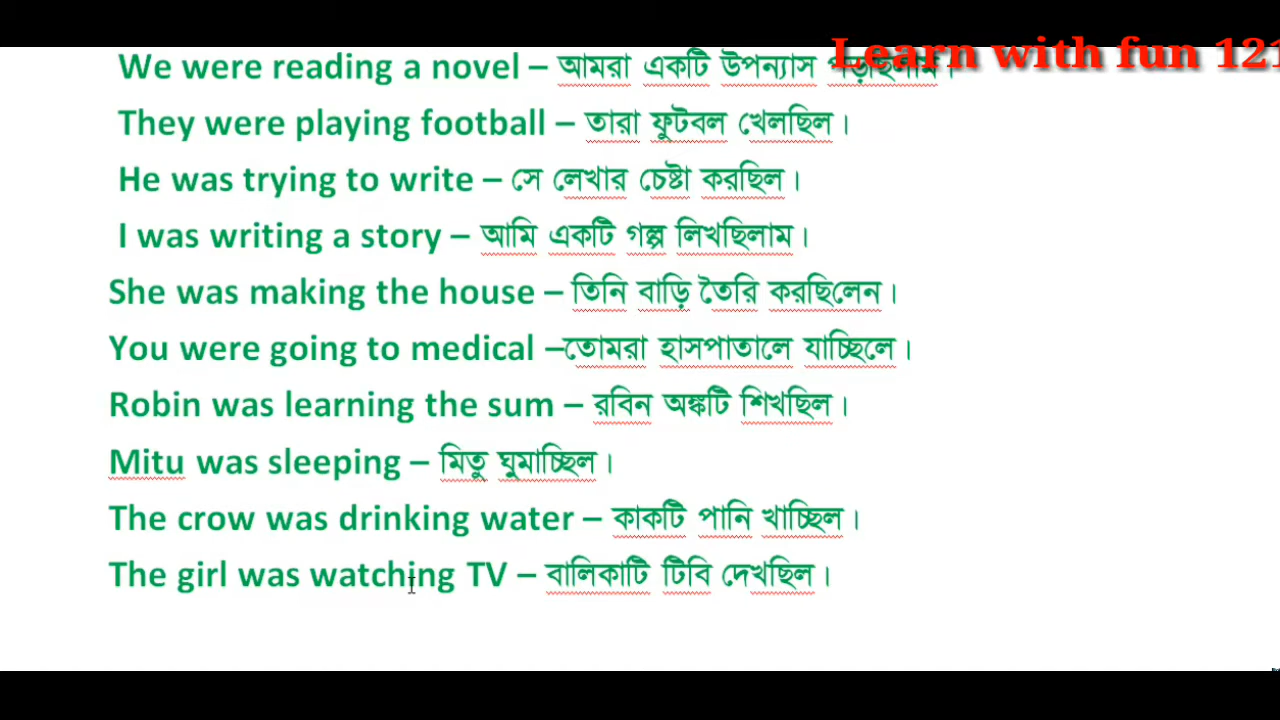 Learn with fun 121
We were reading a novel – আমরা একটি উপন্যাস পড়ছিলাম।
They were playing football – তারা ফুটবল খেলছিল।
He was trying to write – সে লেখার চেষ্টা করছিল।
I was writing a story – আমি একটি গল্প লিখছিলাম।
She was making the house – তিনি বাড়ি তৈরি করছিলেন।
You were going to medical –তোমরা হাসপাতালে যাচ্ছিলে।
Robin was learning the sum – রবিন অঙ্কটি শিখছিল।
Mitu was sleeping – মিতু ঘুমাচ্ছিল।
The crow was drinking water – কাকটি পানি খাচ্ছিল।
The girl was watching TV – বালিকাটি টিবি দেখছিল।